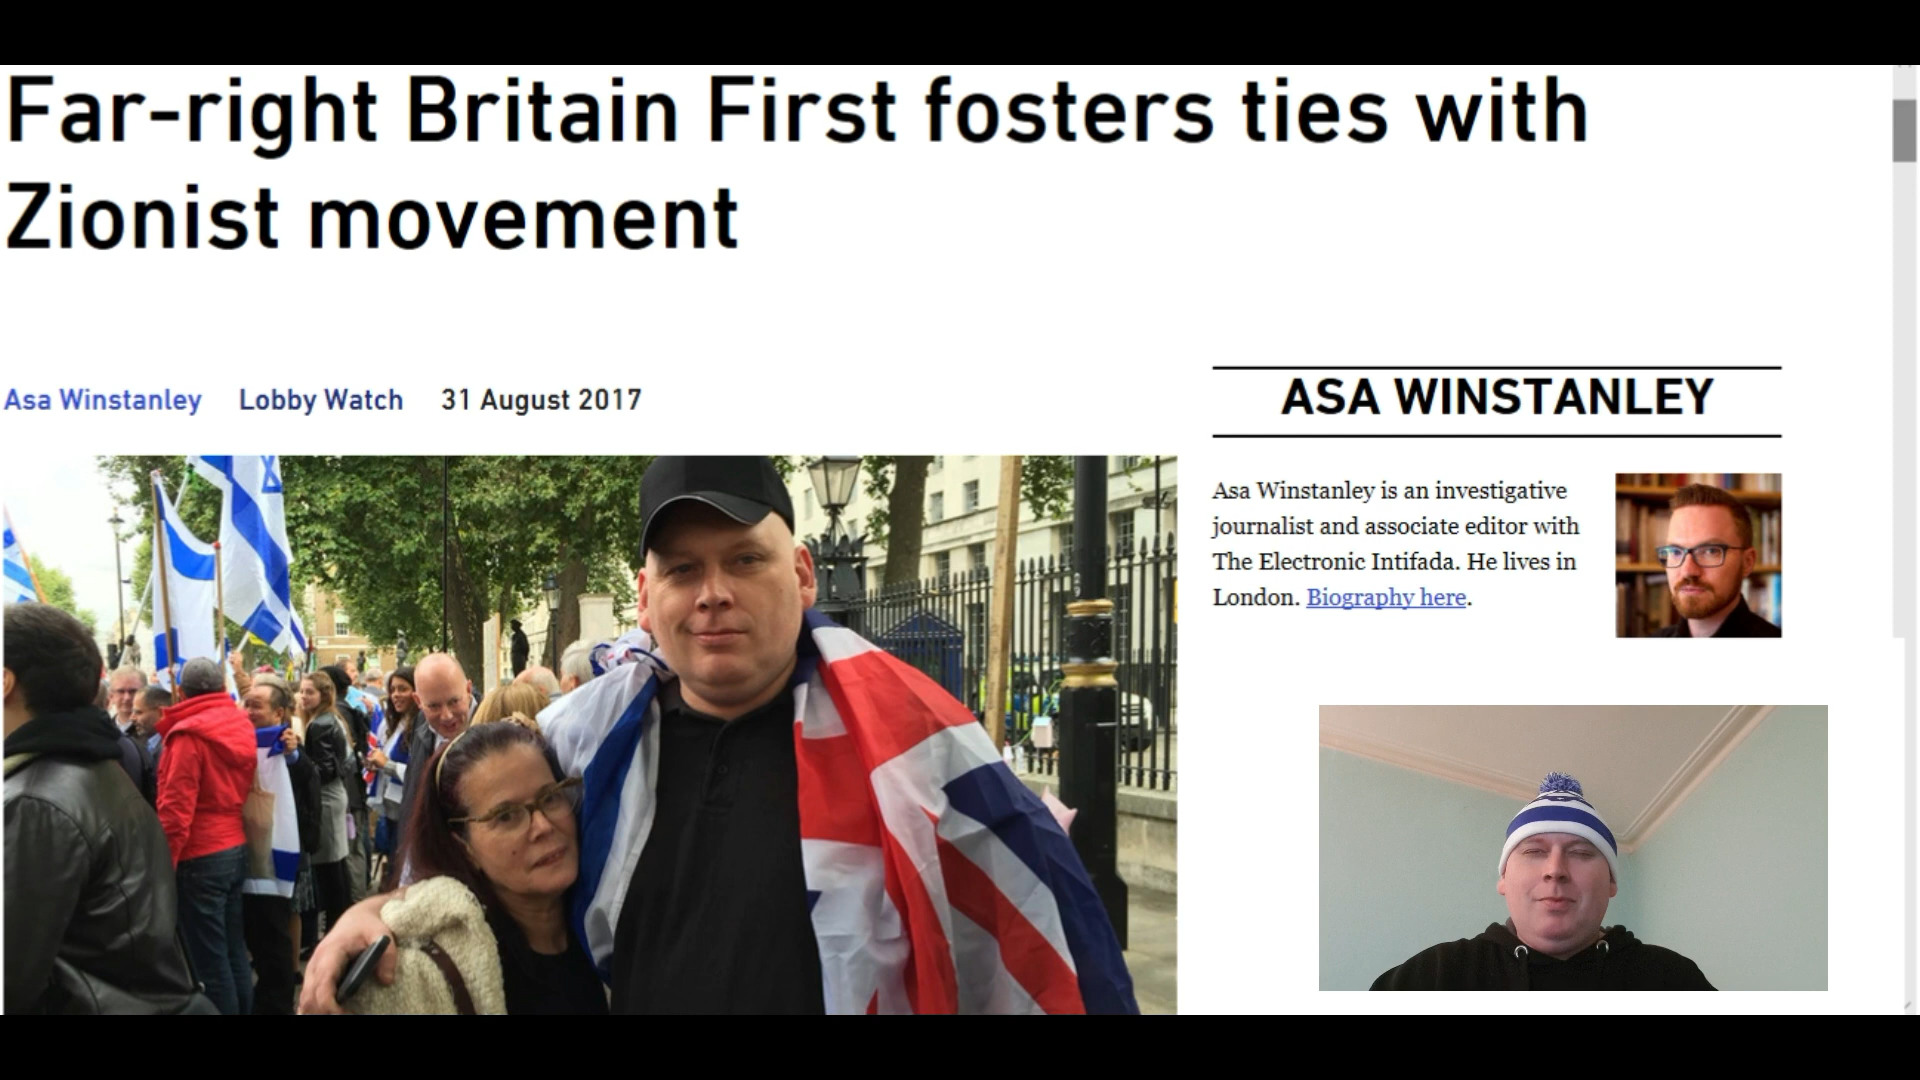 Far-right Britain First fosters ties with
Zionist movement
Asa Winstanley Lobby Watch 31 August 2017
ASA WINSTANLEY
Asa Winstanley is an investigative
journalist and associate editor with
The Electronic Intifada. He lives in
London. Biography here.